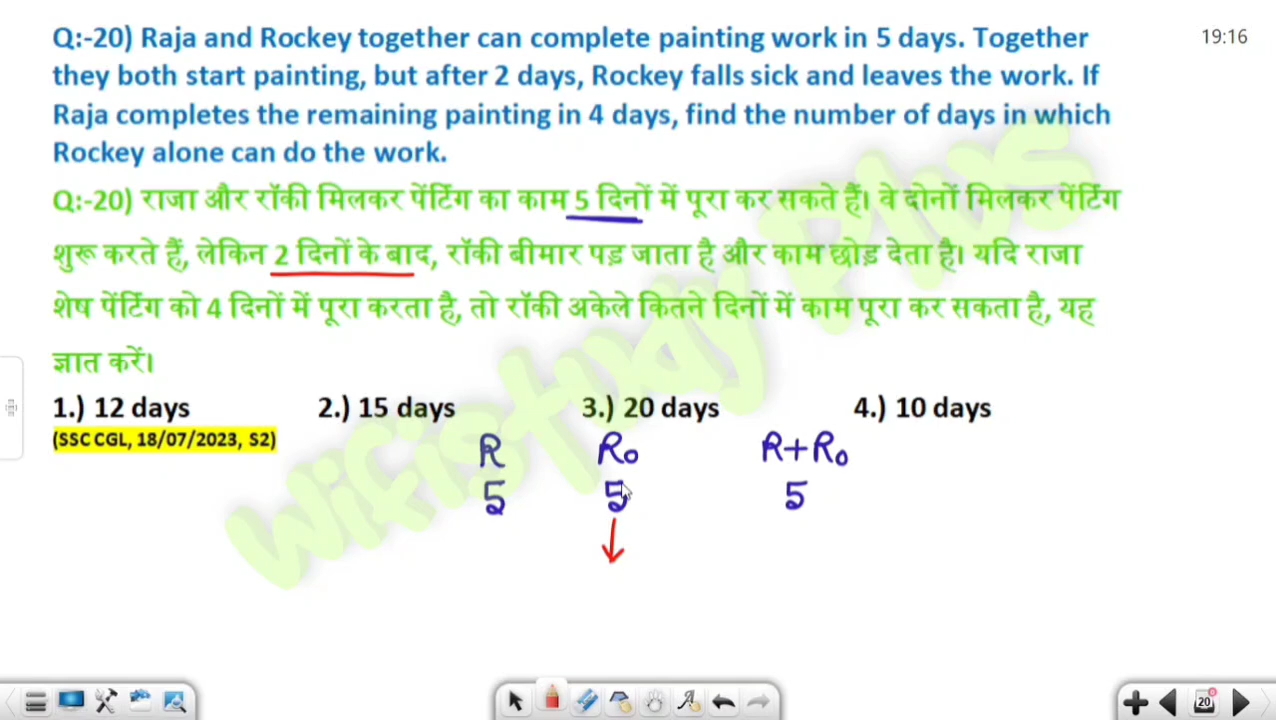 Q:-20) Raja and Rockey together can complete painting work in 5 days. Together
19:16
they both start painting, but after 2 days, Rockey falls sick and leaves the work. If
Raja completes the remaining painting in 4 days, find the number of days in which
Rockey alone can do the work.
Q:-20) राजा और रॉकी मिलकर पेंटिंग का काम 5 दिनों में पूरा कर सकते हैं। वे दोनों मिलकर पेंटिंग
शुरू करते हैं, लेकिन 2 दिनों के बाद, रॉकी बीमार पड़ जाता है और काम छोड़ देता है। यदि राजा
शेष पेंटिंग को 4 दिनों में पूरा करता है, तो रॉकी अकेले कितने दिनों में काम पूरा कर सकता है, यह
ज्ञात करें।
1.) 12 days 2.) 15 days 3.) 20 days 4.) 10 days
(SSC CGL, 18/07/2023, S2)
R Ro R+Ro
5 5 5
Wifistudy Plus
20